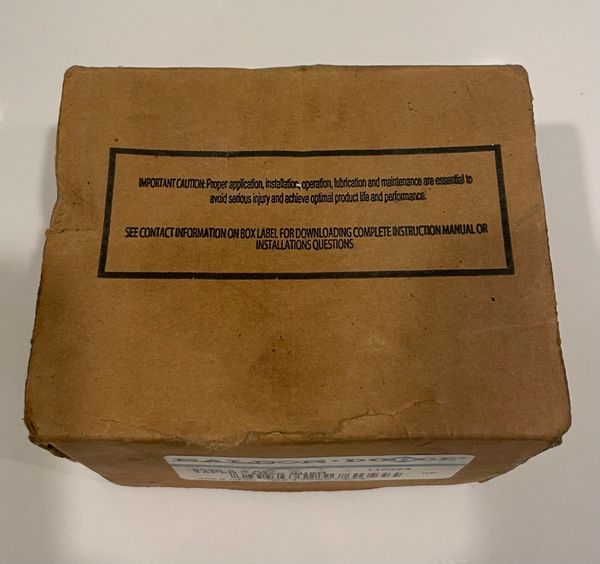 IMPORTANT CAUTION: Proper application, installation, operation, lubrication and maintenance are essential to
avoid serious injury and achieve optimal product life and performance.
SEE CONTACT INFORMATION ON BOX LABEL FOR DOWNLOADING COMPLETE INSTRUCTION MANUAL OR
INSTALLATIONS QUESTIONS
BALDOR · DODGE